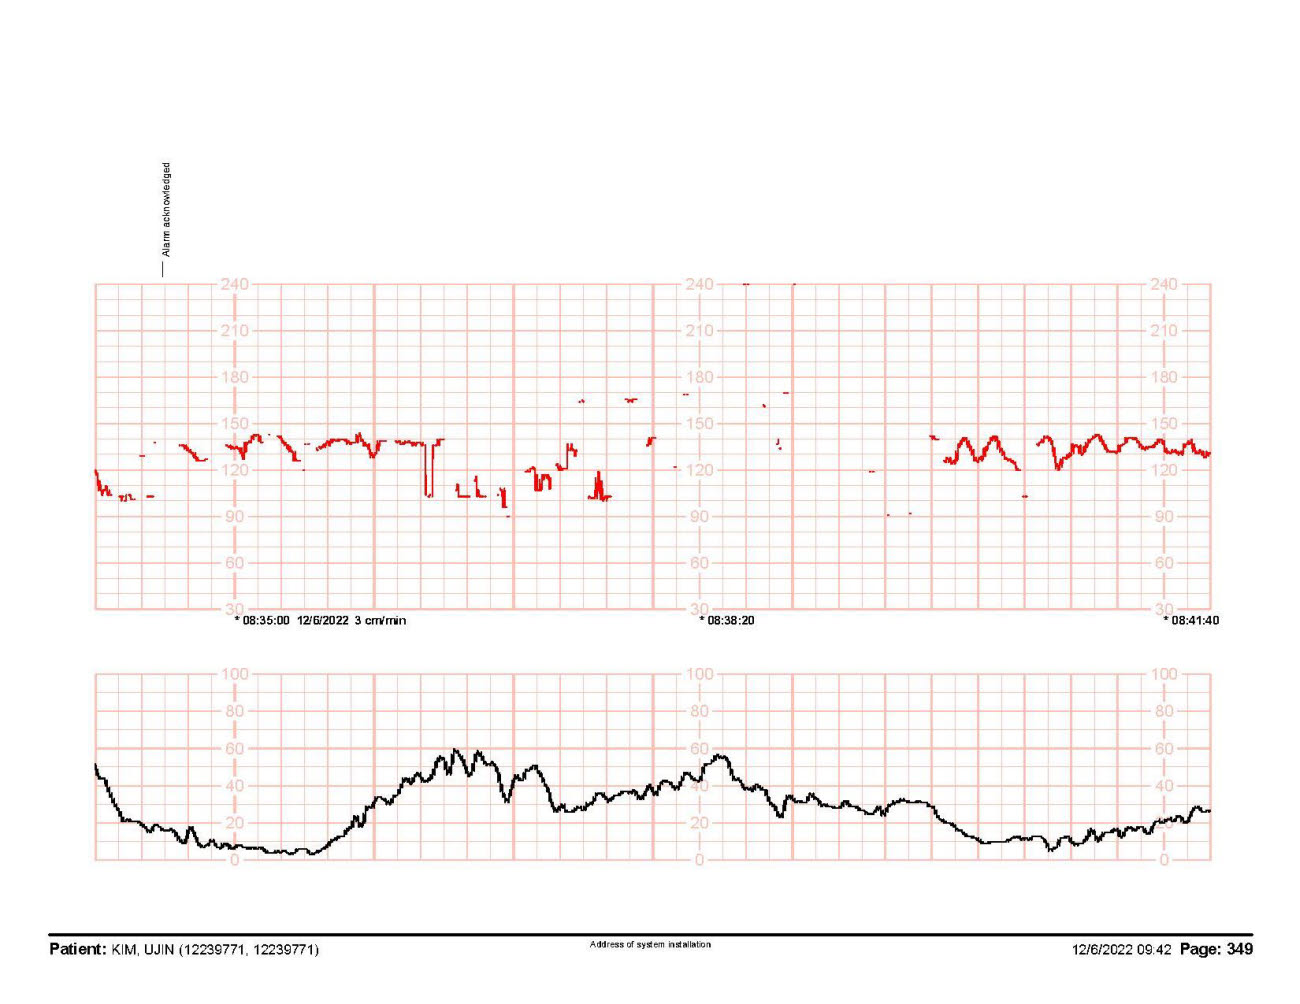 Alarm acknowledged
240 240 240
210 210 210
180 180 180
150 150 150
120 120 120
90 90 90
60 60 60
30 30 30
* 08:35:00 12/6/2022 3 cm/min * 08:38:20 * 08:41:40
100 100 100
80 80 80
60 60 60
40 40 40
20 20 20
0 0 0
Patient: KIM, UJIN (12239771, 12239771) Address of system installation 12/6/2022 09:42 Page: 349